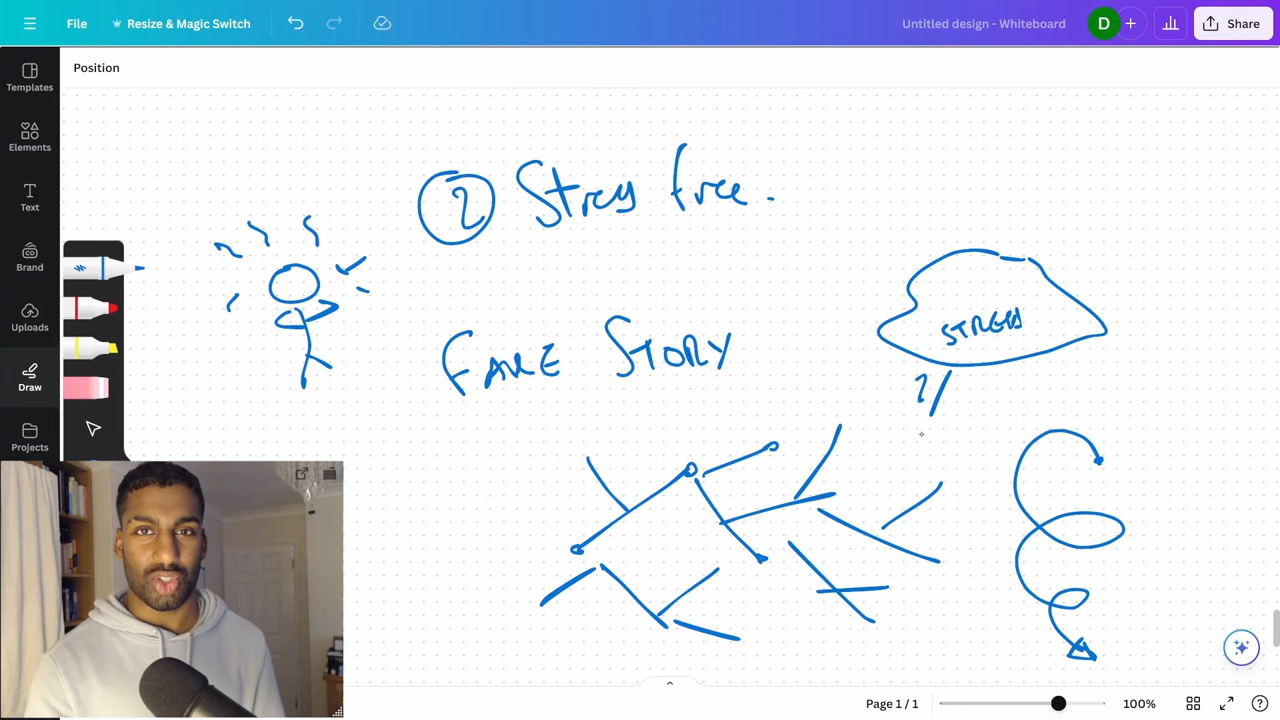 File
Resize & Magic Switch
Untitled design - Whiteboard
D
+
Share
Templates
Position
Elements
Text
Brand
Uploads
Draw
Projects
2 Stress free.
FAKE STORY
STRESS
Page 1 / 1
100%